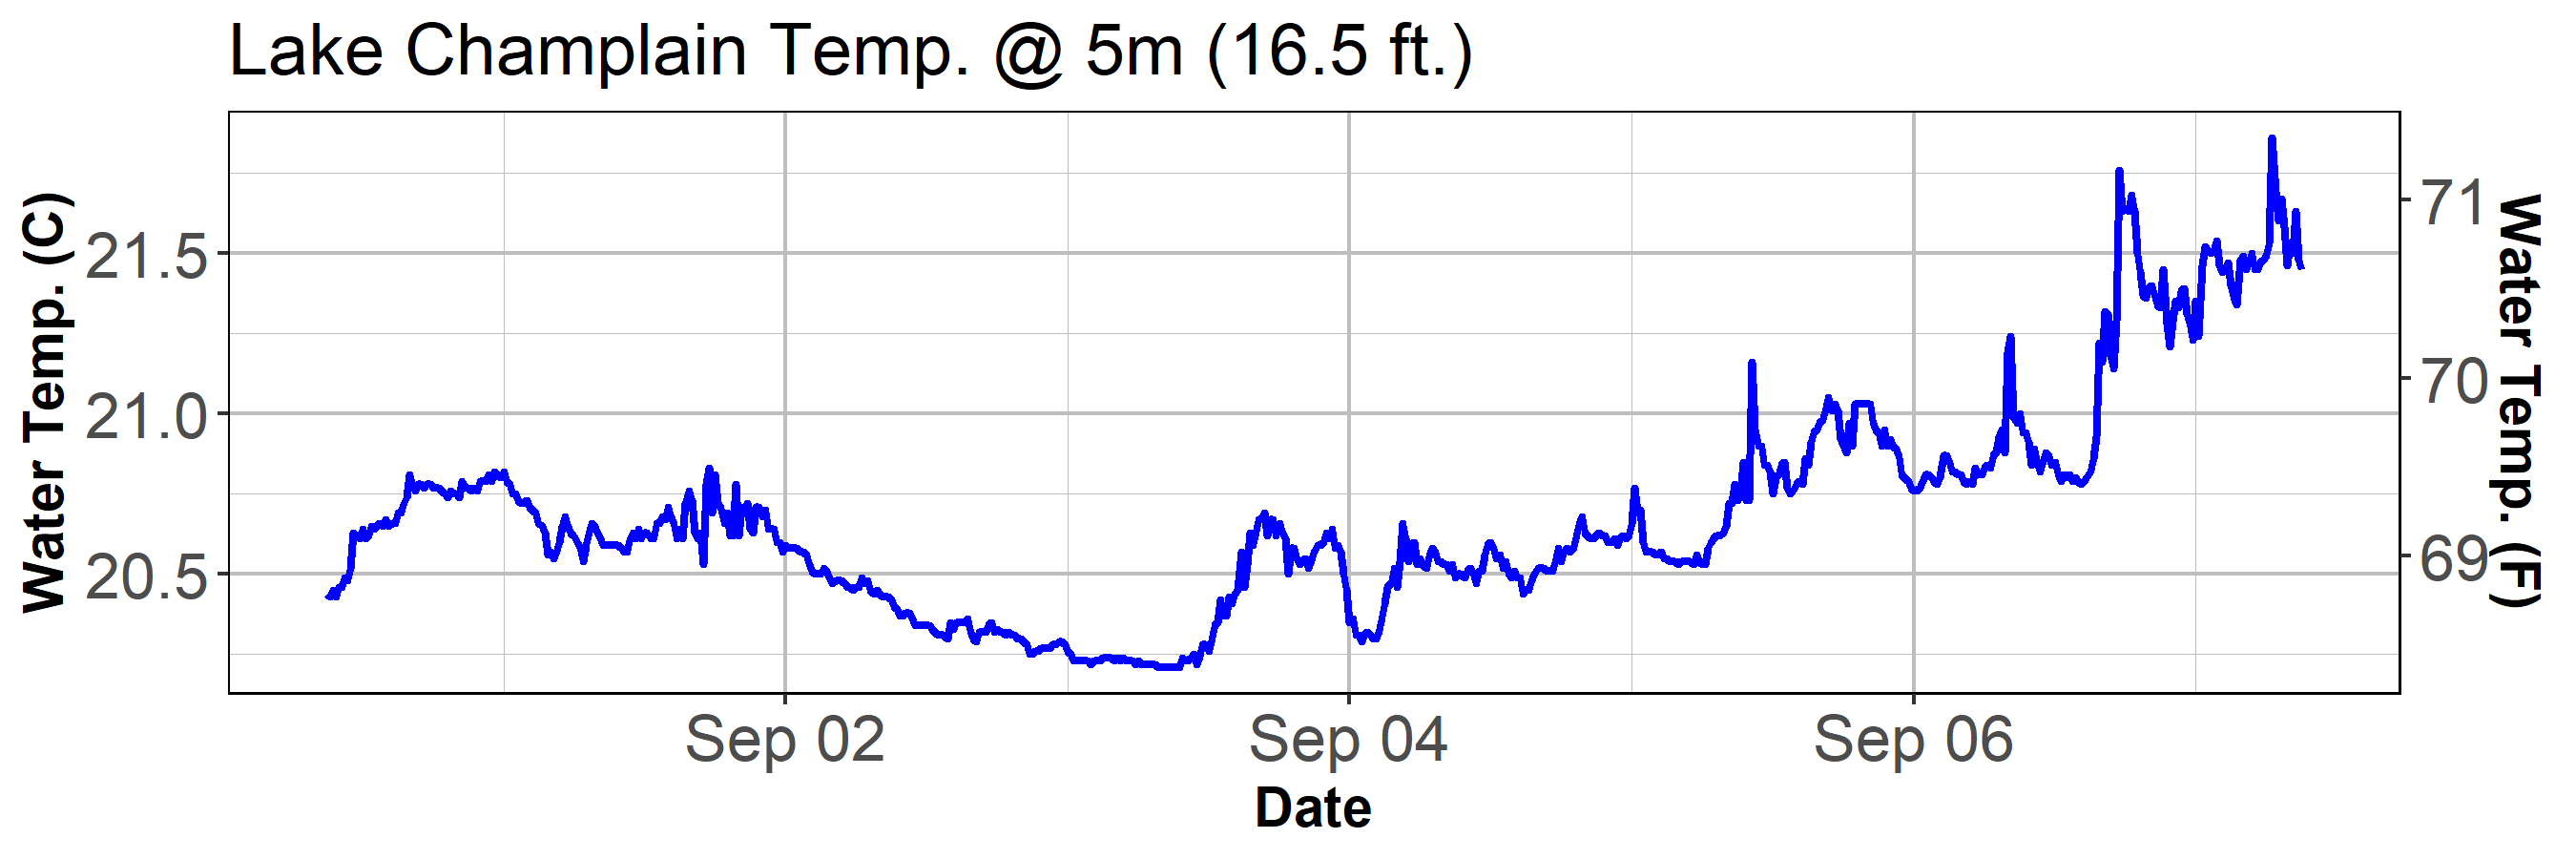 Lake Champlain Temp. @ 5m (16.5 ft.)
Water Temp. (C)
21.5
21.0
20.5
71
70
69
Water Temp. (F)
Sep 02 Sep 04 Sep 06
Date